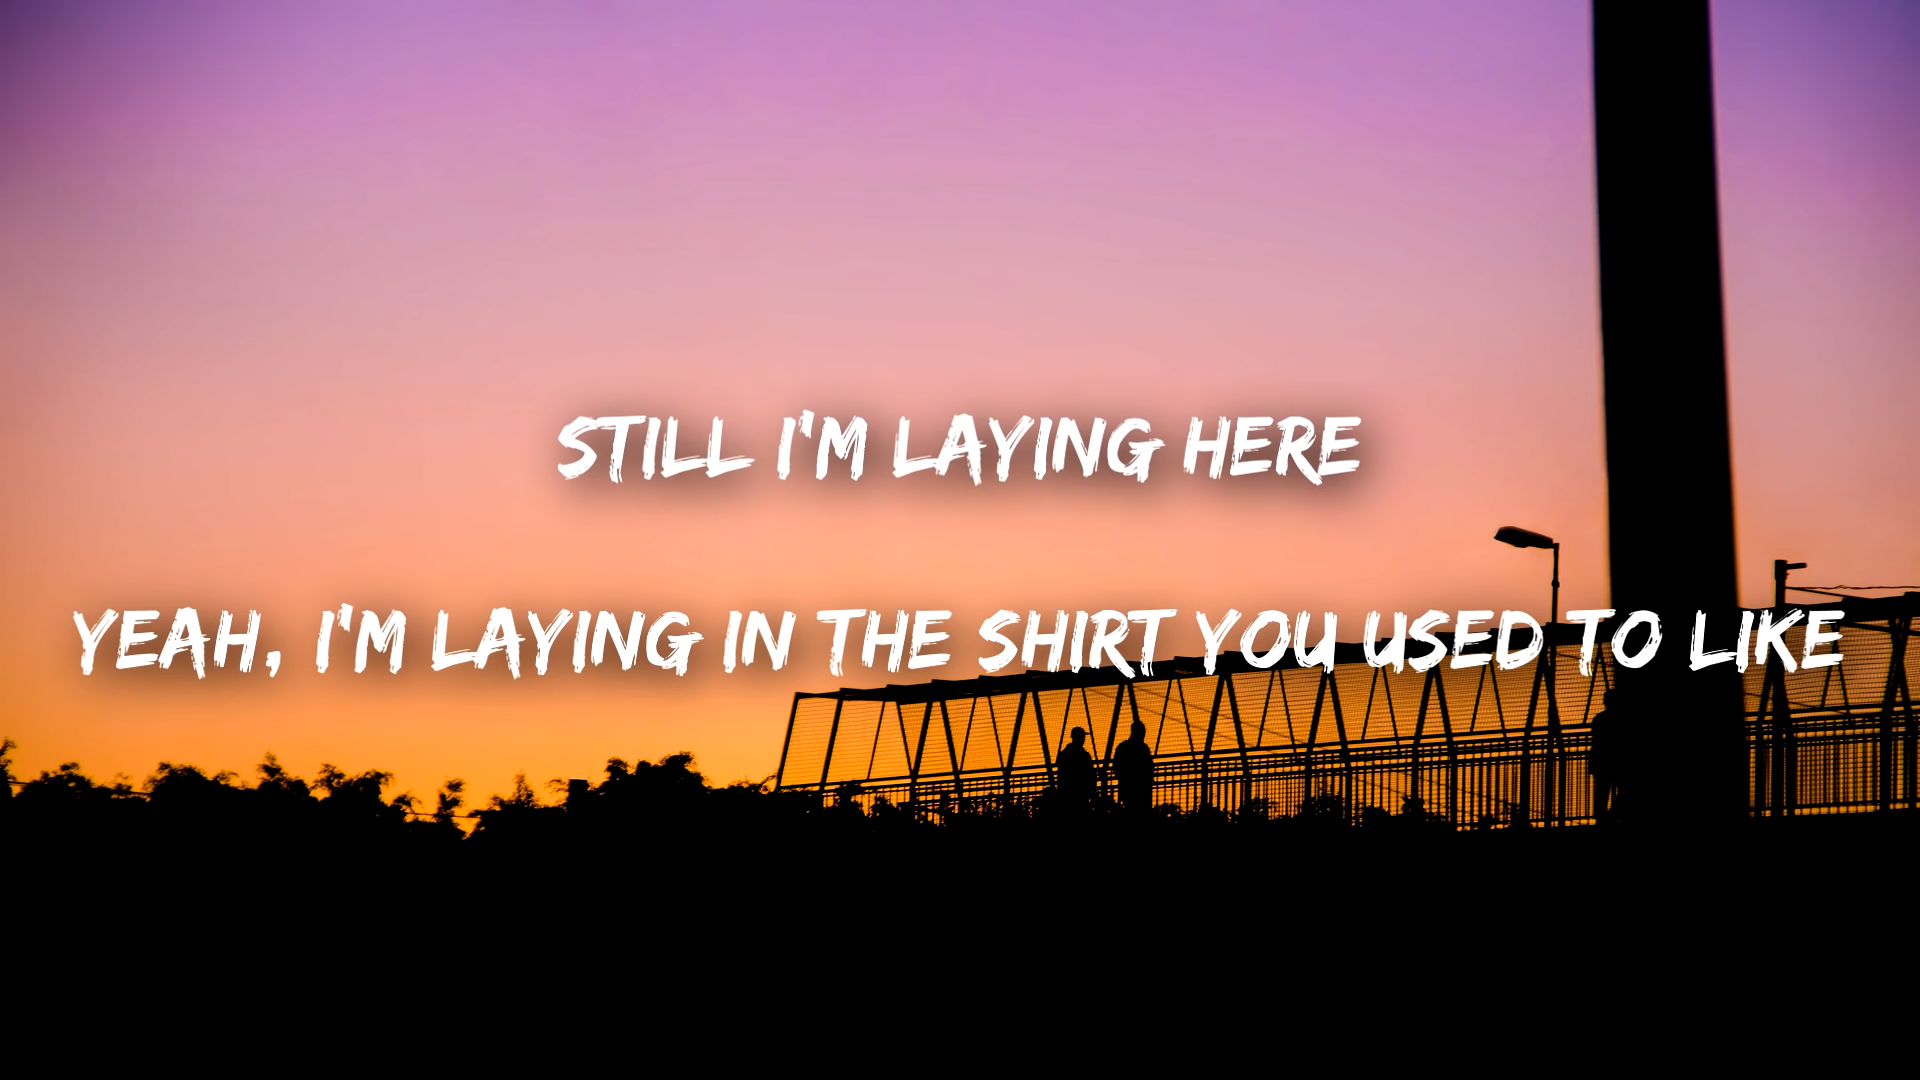 STILL I'M LAYING HERE
YEAH, I'M LAYING IN THE SHIRT YOU USED TO LIKE